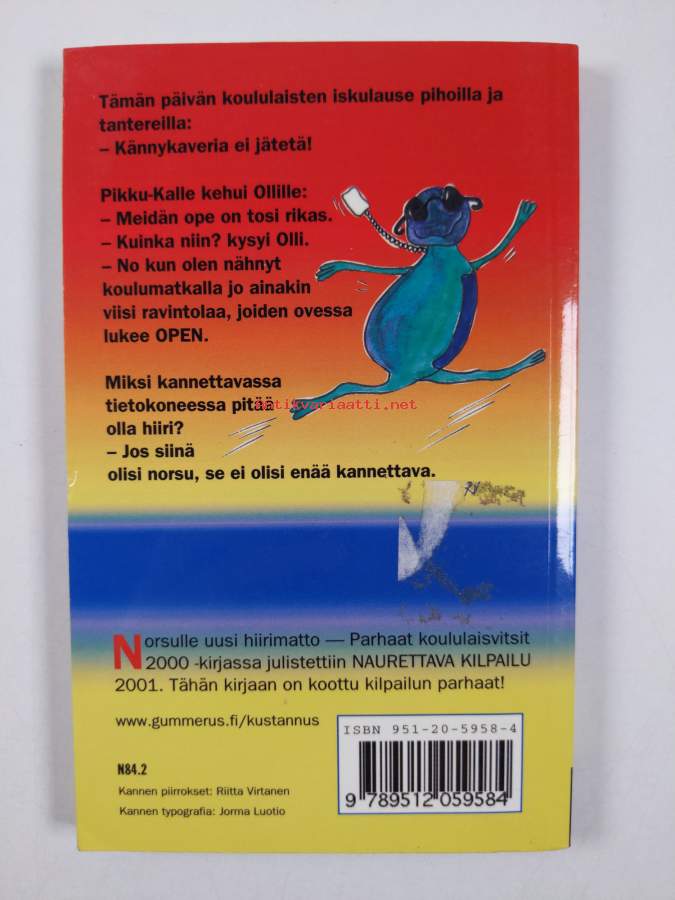 Tämän päivän koululaisten iskulause pihoilla ja
tantereilla:
– Kännykaveria ei jätetä!
Pikku-Kalle kehui Ollille:
– Meidän ope on tosi rikas.
– Kuinka niin? kysyi Olli.
– No kun olen nähnyt
koulumatkalla jo ainakin
viisi ravintolaa, joiden ovessa
lukee OPEN.
Miksi kannettavassa
tietokoneessa pitää
antikvariaatti.net
olla hiiri?
– Jos siinä
olisi norsu, se ei olisi enää kannettava.
Norsulle uusi hiirimatto — Parhaat koululaisvitsit
2000 -kirjassa julistettiin NAURETTAVA KILPAILU
2001. Tähän kirjaan on koottu kilpailun parhaat!
www.gummerus.fi/kustannus
ISBN 951-20-5958-4
9 789512 059584
N84.2
Kannen piirrokset: Riitta Virtanen
Kannen typografia: Jorma Luotio